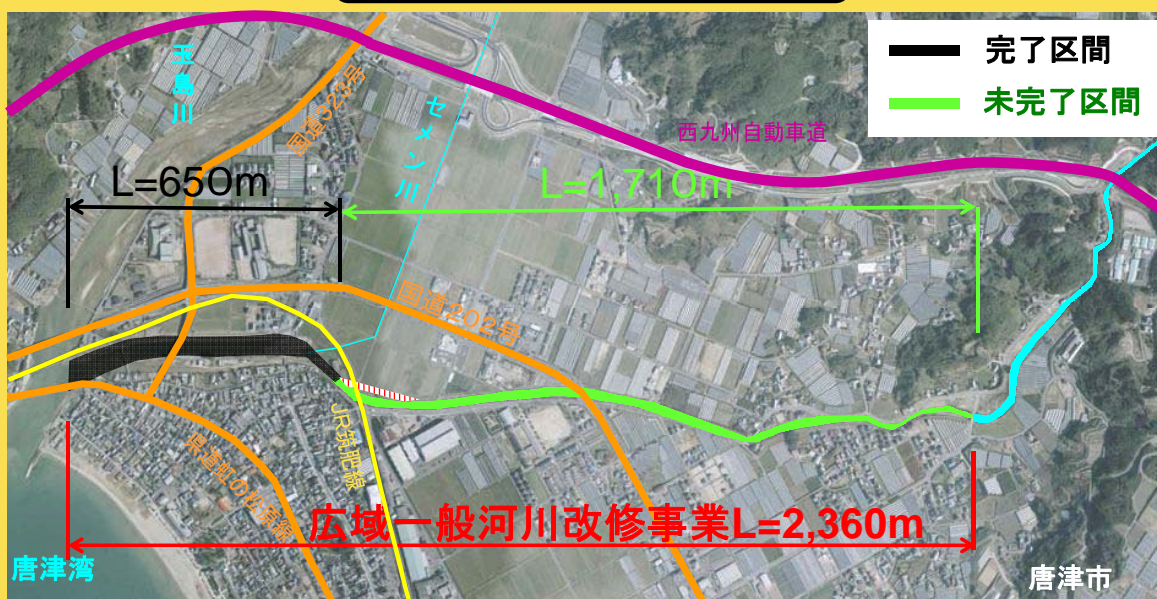 完了区間
未完了区間
玉島川
国道323号
セメン川
西九州自動車道
L=650m
L=1,710m
国道202号
JR筑肥線
県道虹の松原線
広域一般河川改修事業L=2,360m
唐津湾
唐津市